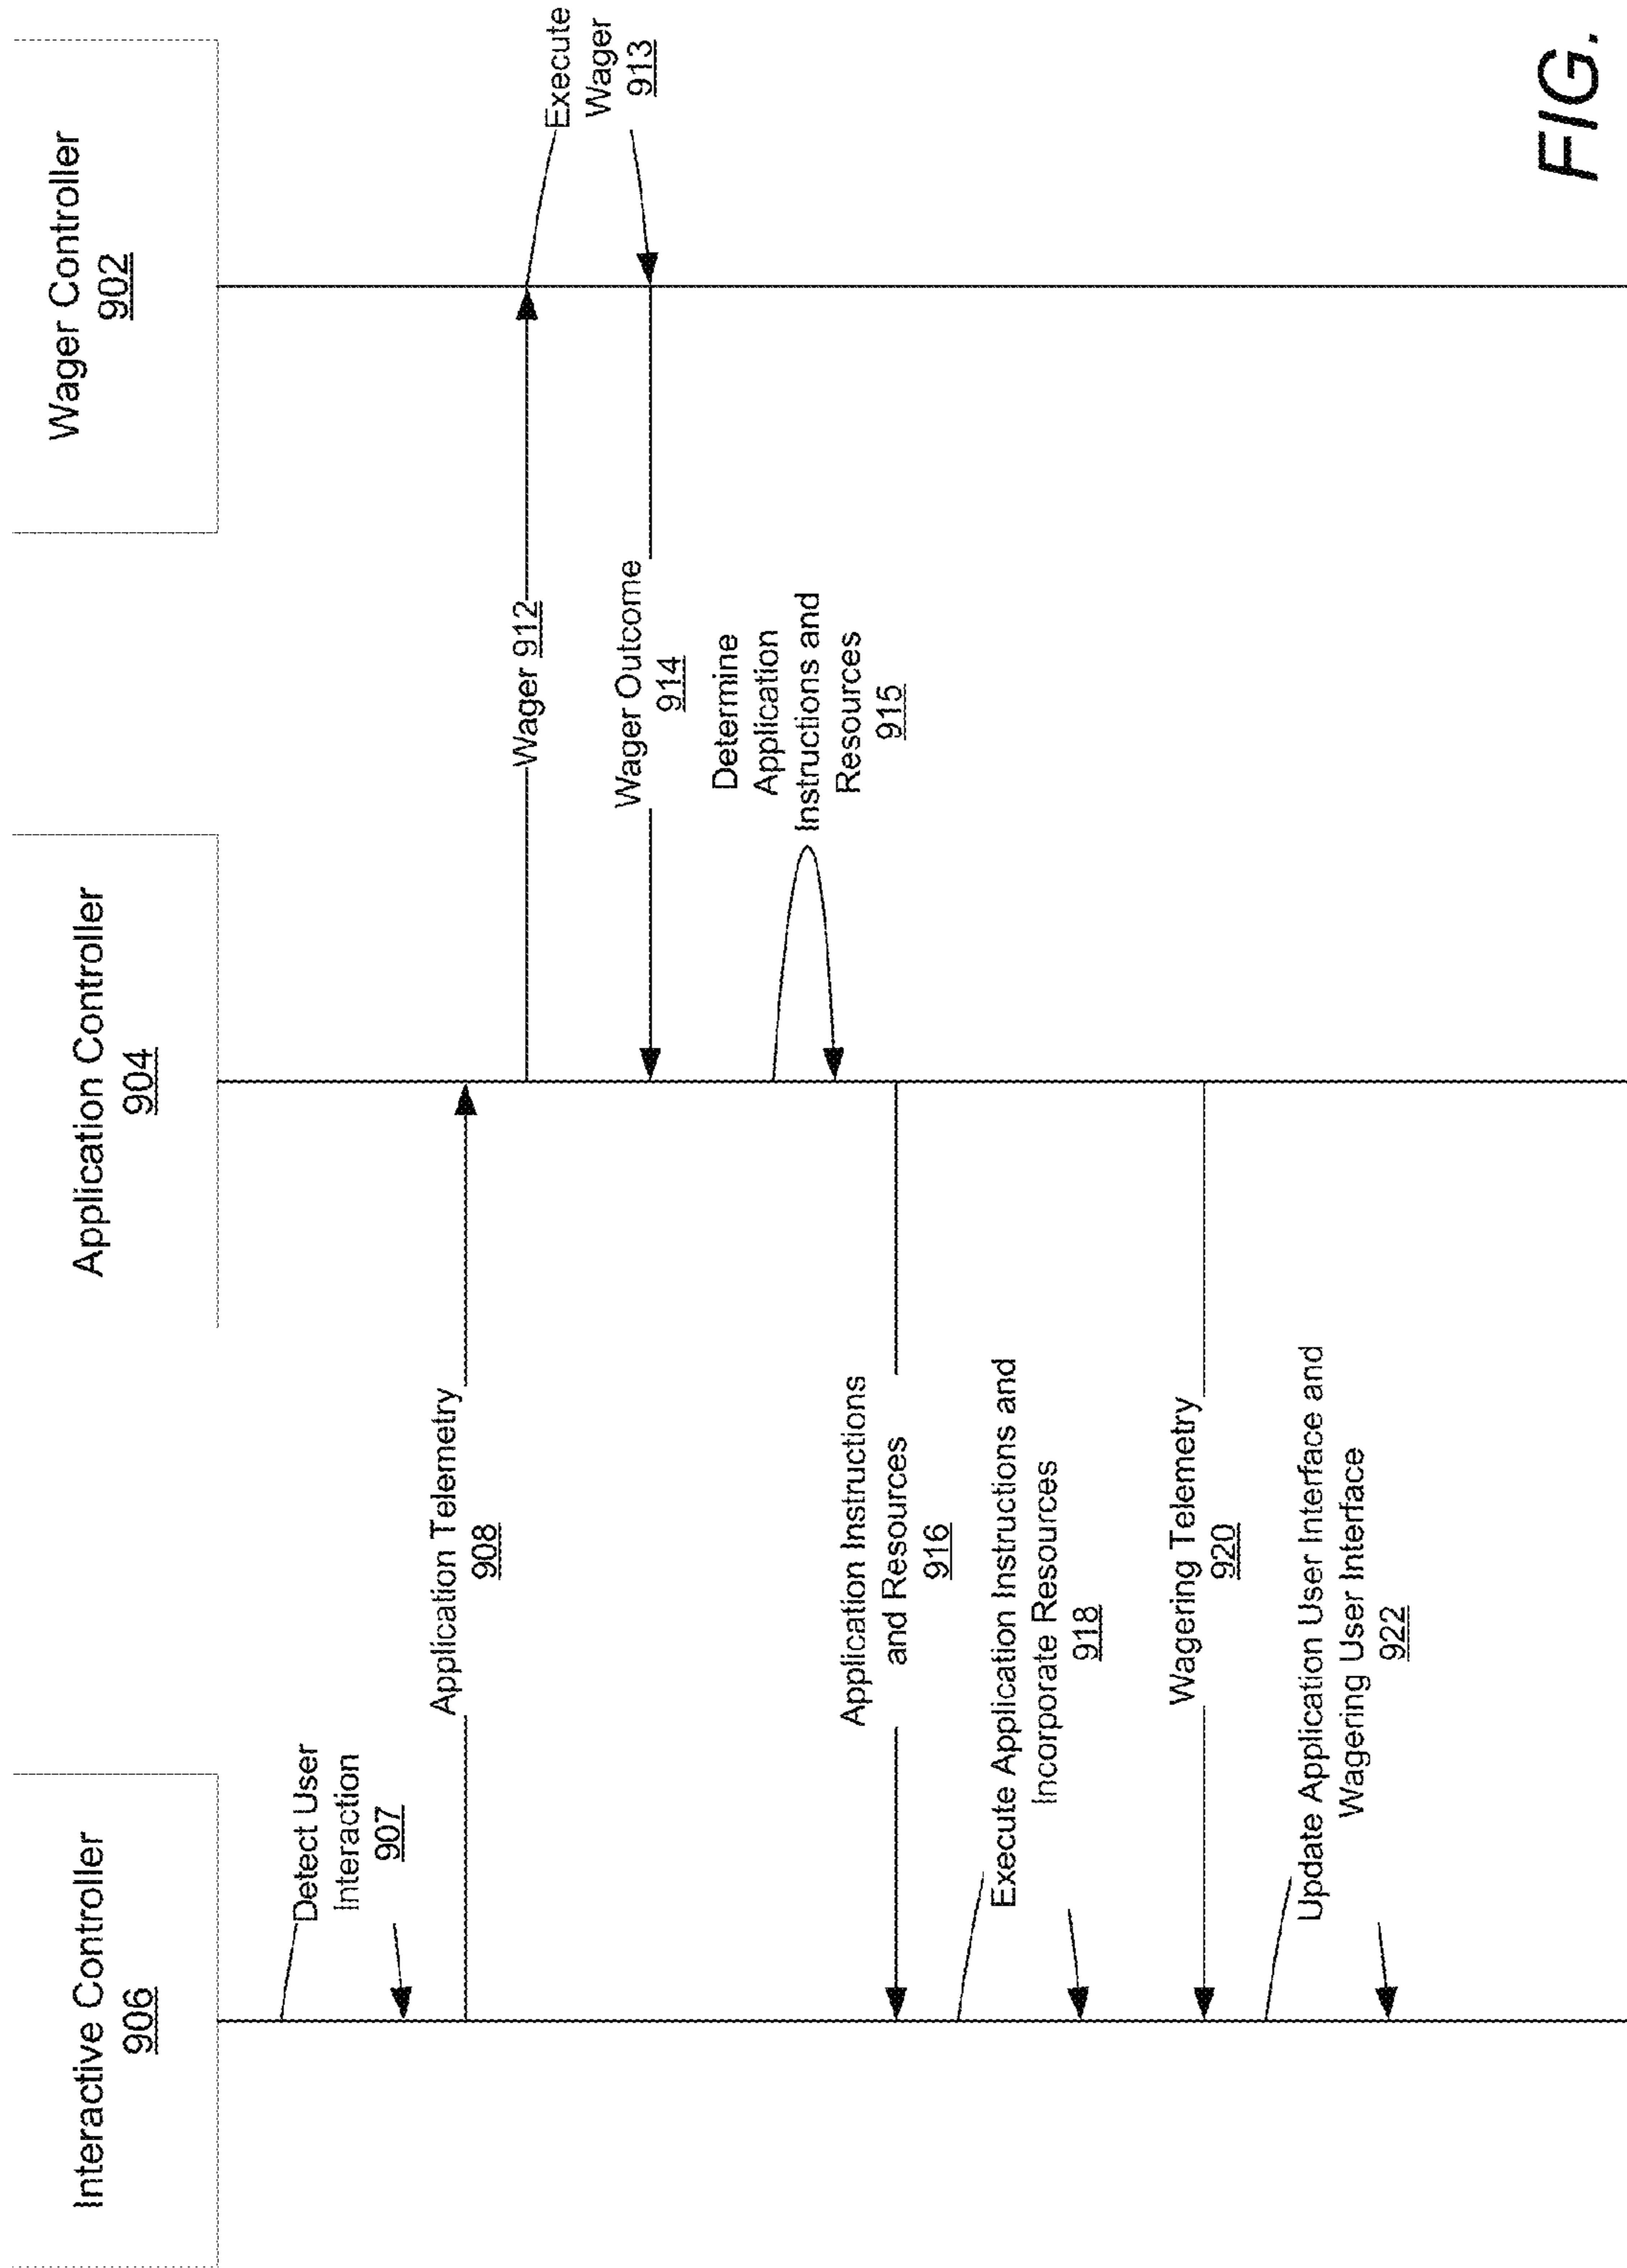 Interactive Controller
906
Application Controller
904
Wager Controller
902
Detect User
Interaction
907
Application Telemetry
908
Wager 912
Execute
Wager
913
Wager Outcome
914
Determine
Application
Instructions and
Resources
915
Application Instructions
and Resources
916
Execute Application Instructions and
Incorporate Resources
918
Wagering Telemetry
920
Update Application User Interface and
Wagering User Interface
922
FIG.